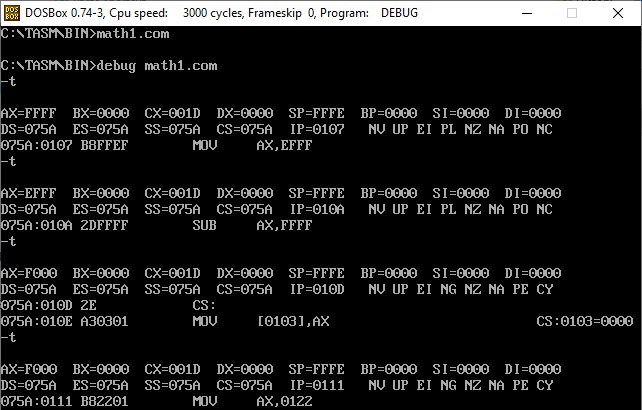 DOSBox 0.74-3, Cpu speed: 3000 cycles, Frameskip 0, Program: DEBUG
C:\TASM\BIN>math1.com
C:\TASM\BIN>debug math1.com
-t
AX=FFFF BX=0000 CX=001D DX=0000 SP=FFFE BP=0000 SI=0000 DI=0000
DS=075A ES=075A SS=075A CS=075A IP=0107 NV UP EI PL NZ NA PO NC
075A:0107 B8FFEF MOV AX,EFFF
-t
AX=EFFF BX=0000 CX=001D DX=0000 SP=FFFE BP=0000 SI=0000 DI=0000
DS=075A ES=075A SS=075A CS=075A IP=010A NV UP EI PL NZ NA PO NC
075A:010A 2DFFFF SUB AX,FFFF
-t
AX=F000 BX=0000 CX=001D DX=0000 SP=FFFE BP=0000 SI=0000 DI=0000
DS=075A ES=075A SS=075A CS=075A IP=010D NV UP EI NG NZ NA PE CY
075A:010D 2E CS:
075A:010E A30301 MOV [0103],AX CS:0103=0000
-t
AX=F000 BX=0000 CX=001D DX=0000 SP=FFFE BP=0000 SI=0000 DI=0000
DS=075A ES=075A SS=075A CS=075A IP=0111 NV UP EI NG NZ NA PE CY
075A:0111 B82201 MOV AX,0122